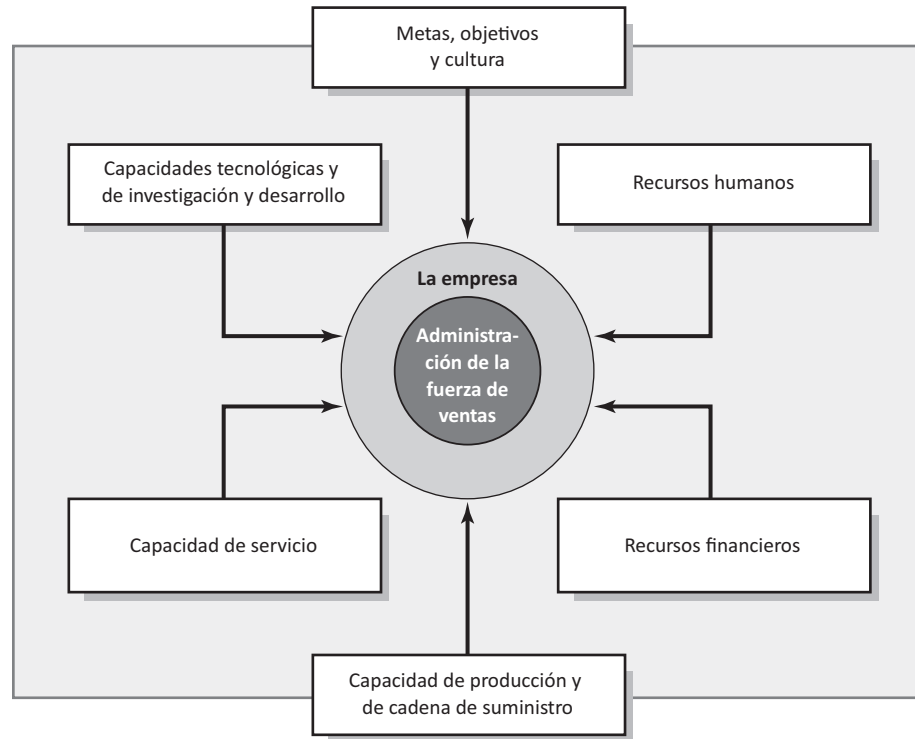 Metas, objetivos
y cultura
Capacidades tecnológicas y
de investigación y desarrollo
Recursos humanos
La empresa
Administra-
ción de la
fuerza de
ventas
Capacidad de servicio
Recursos financieros
Capacidad de producción y
de cadena de suministro